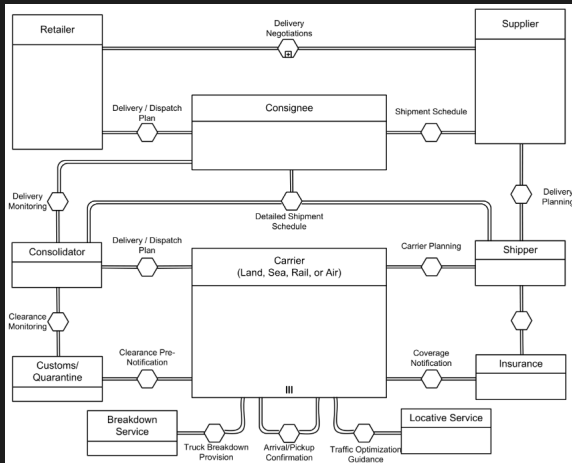 Retailer
Delivery
Negotiations
Supplier
Delivery / Dispatch
Plan
Consignee
Shipment Schedule
Delivery
Monitoring
Detailed Shipment
Schedule
Delivery
Planning
Consolidator
Delivery / Dispatch
Plan
Carrier
(Land, Sea, Rail, or Air)
Carrier Planning
Shipper
Clearance
Monitoring
Customs/
Quarantine
Clearance Pre-
Notification
Coverage
Notification
Insurance
Breakdown
Service
Truck Breakdown
Provision
Arrival/Pickup
Confirmation
Traffic Optimization
Guidance
Locative Service